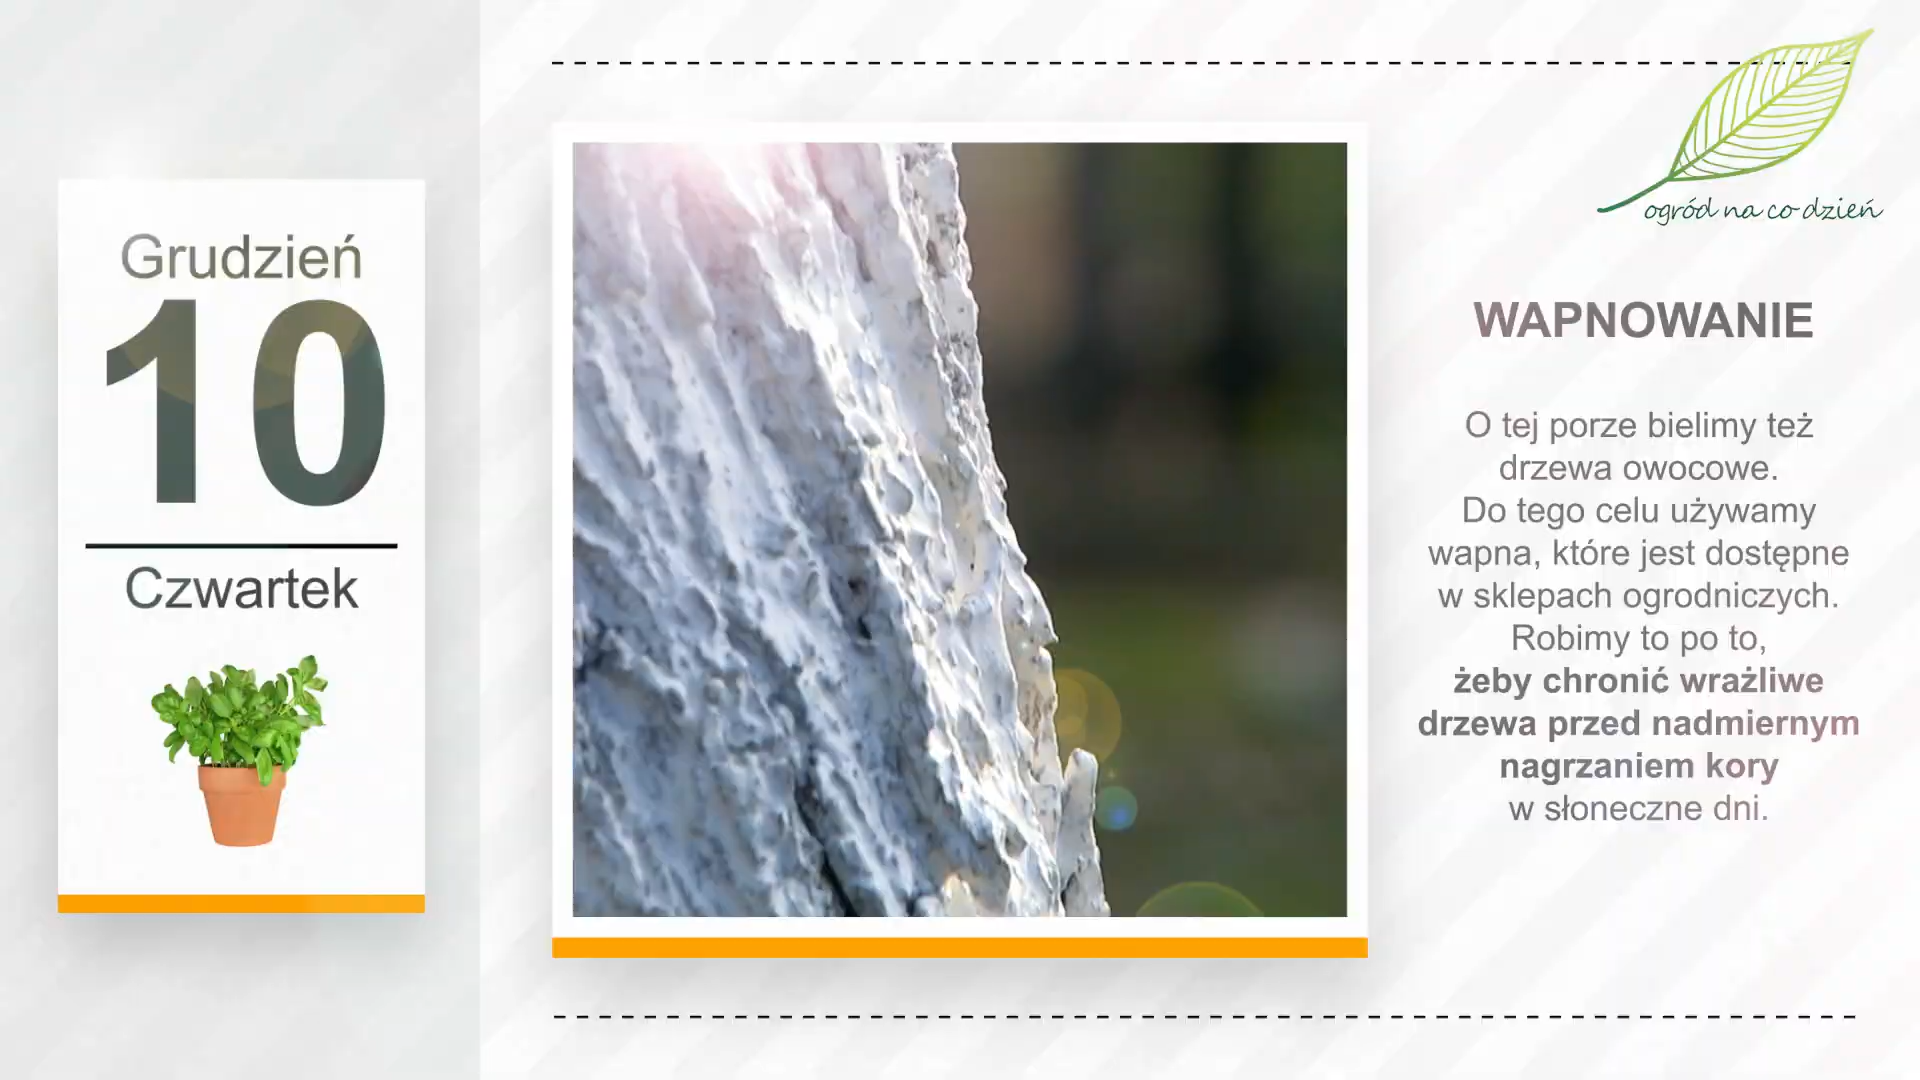 Grudzień
10
Czwartek
ogród na co dzień
WAPNOWANIE
O tej porze bielimy też
drzewa owocowe.
Do tego celu używamy
wapna, które jest dostępne
w sklepach ogrodniczych.
Robimy to po to,
żeby chronić wrażliwe
drzewa przed nadmiernym
nagrzaniem kory
w słoneczne dni.